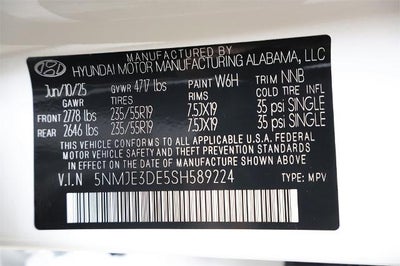 MANUFACTURED BY
HYUNDAI MOTOR MANUFACTURING ALABAMA, LLC
Jun/10/25 GVWR 4717 lbs PAINT W6H TRIM NNB
GAWR TIRES RIMS COLD TIRE INFL
FRONT 2778 lbs 235/55R19 7.5JX19 35 psi SINGLE
REAR 2646 lbs 235/55R19 7.5JX19 35 psi SINGLE
THIS VEHICLE CONFORMS TO ALL APPLICABLE U.S.A. FEDERAL
MOTOR VEHICLE SAFETY, BUMPER, AND THEFT PREVENTION STANDARDS
IN EFFECT ON THE DATE OF MANUFACTURE SHOWN ABOVE.
V.I.N 5NMJE3DE5SH589224 TYPE: MPV